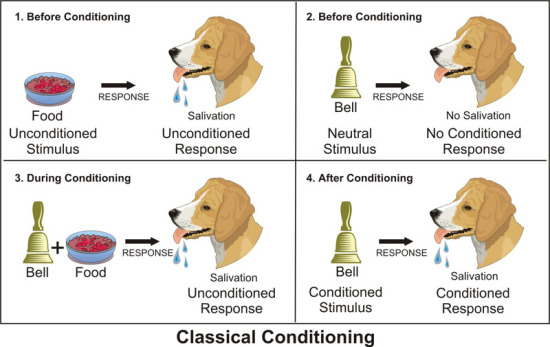 1. Before Conditioning
RESPONSE
Food
Unconditioned
Stimulus
Salivation
Unconditioned
Response
2. Before Conditioning
RESPONSE
Bell
Neutral
Stimulus
No Salivation
No Conditioned
Response
3. During Conditioning
+
RESPONSE
Bell
Food
Salivation
Unconditioned
Response
4. After Conditioning
RESPONSE
Bell
Conditioned
Stimulus
Salivation
Conditioned
Response
Classical Conditioning